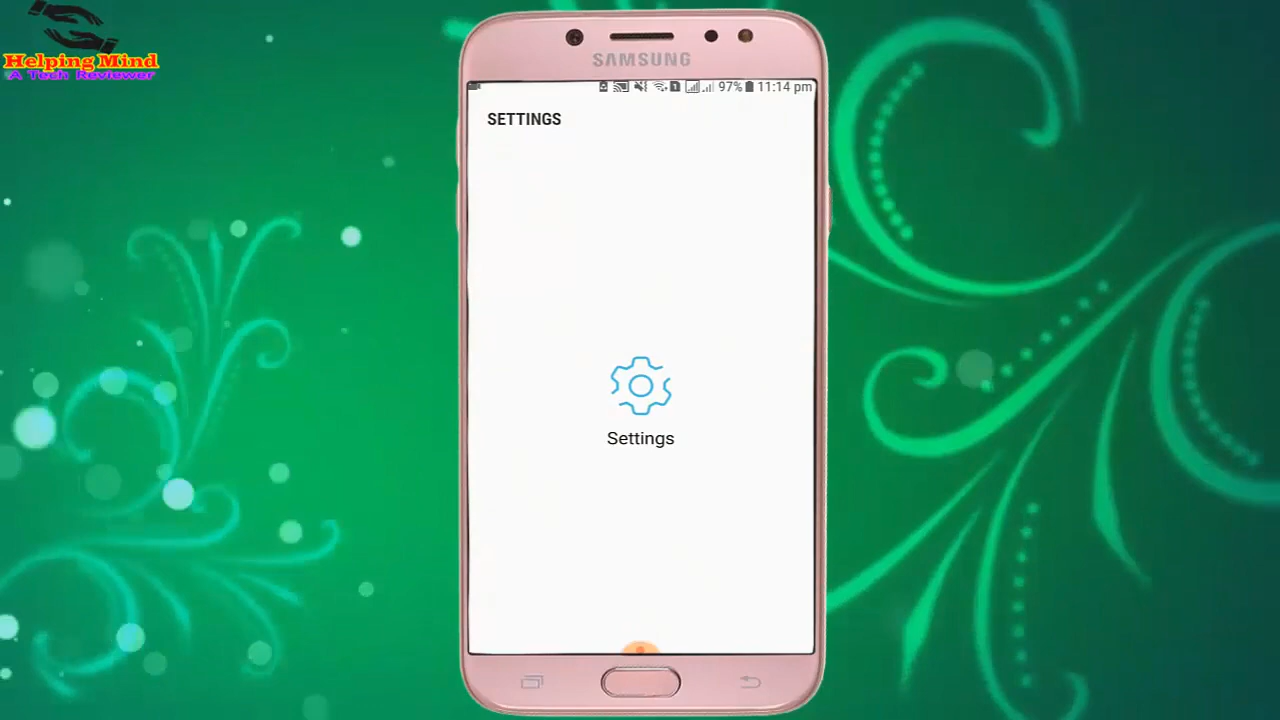 Helping Mind
A Tech Reviewer
SAMSUNG
97% 11:14 pm
SETTINGS
Settings